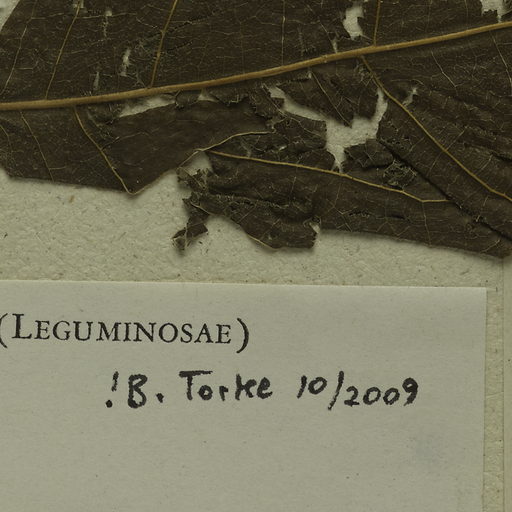 (LEGUMINOSAE)
!B. Torke 10/2009